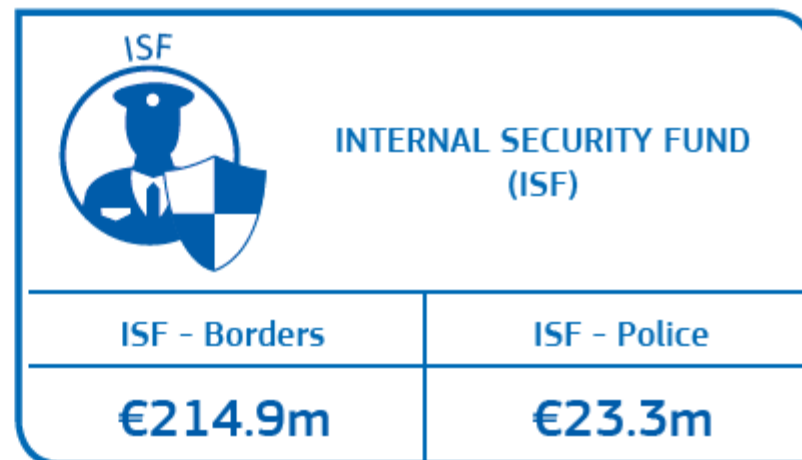 ISF
INTERNAL SECURITY FUND
(ISF)
ISF - Borders
ISF - Police
€214.9m
€23.3m